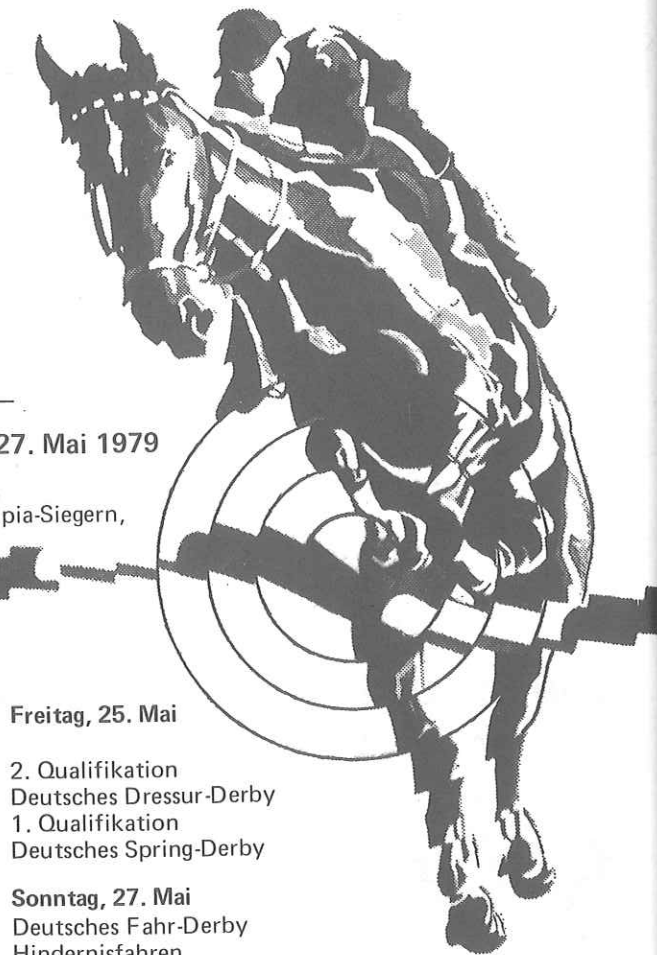 27. Mai 1979
pia-Siegern,
Freitag, 25. Mai
2. Qualifikation
Deutsches Dressur-Derby
1. Qualifikation
Deutsches Spring-Derby
Sonntag, 27. Mai
Deutsches Fahr-Derby
Hindernisfahren